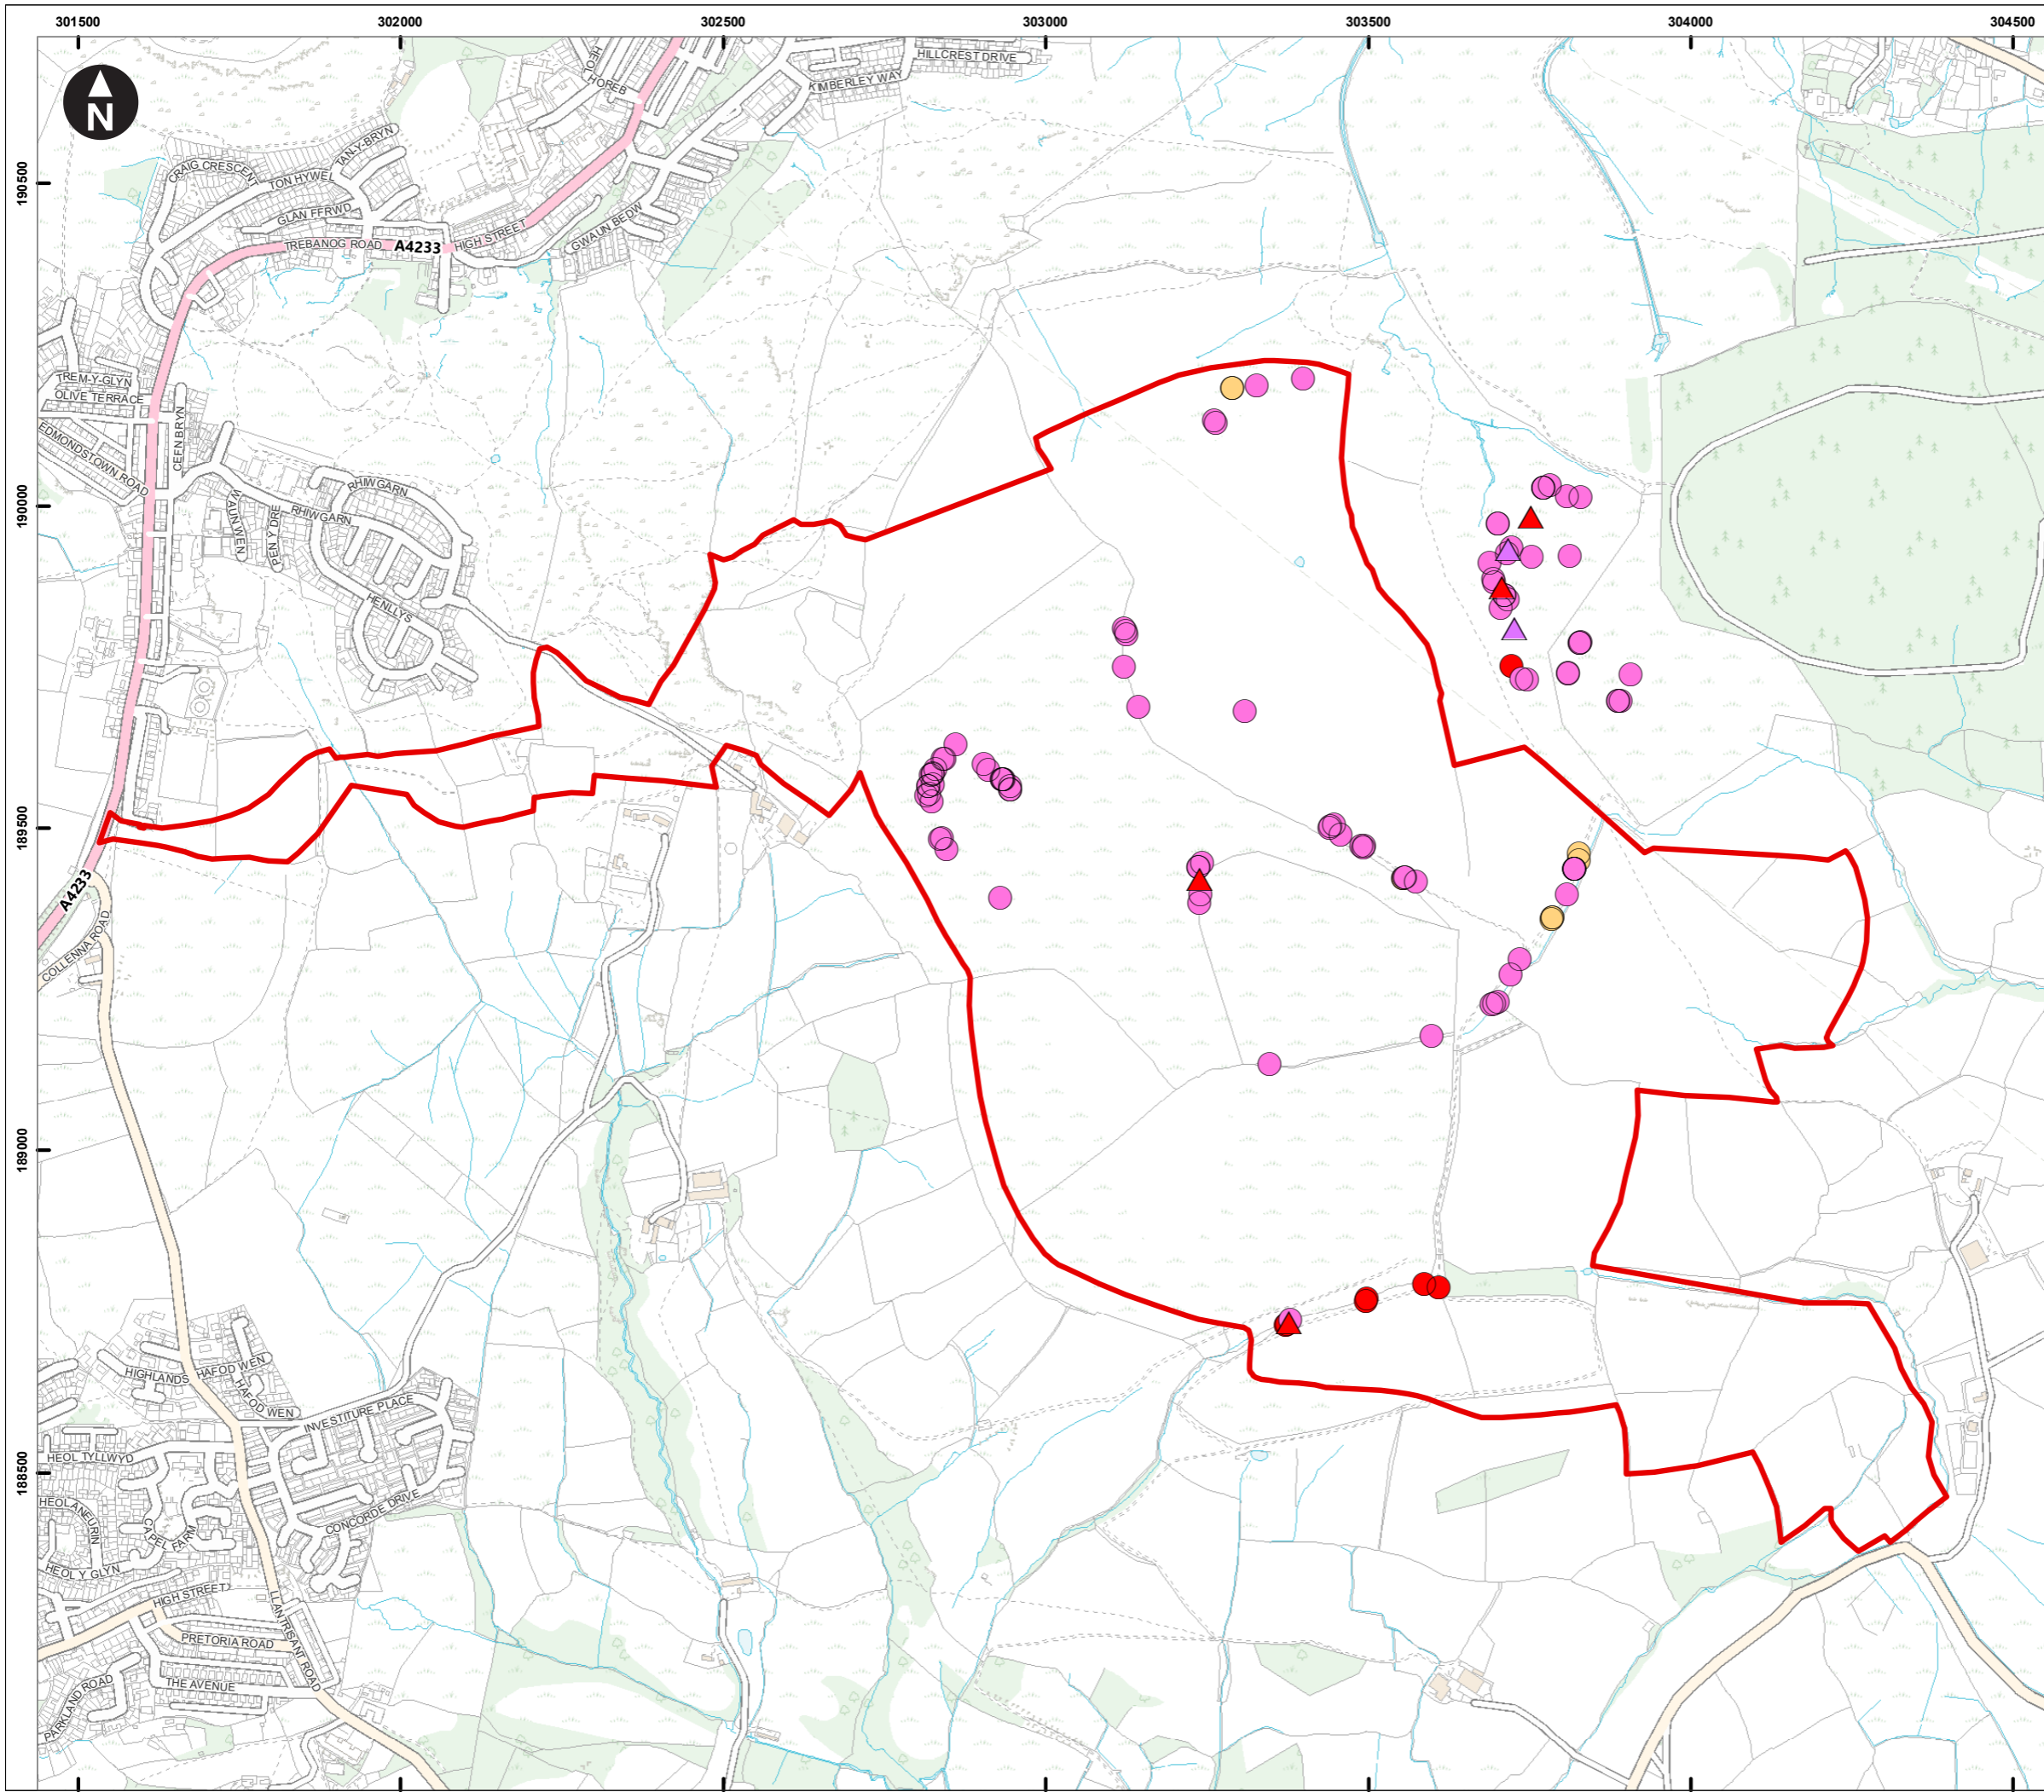 301500 302000 302500 303000 303500 304000 304500
N
HEOL HOREB
HILLCREST DRIVE
KIMBERLEY WAY
TAN-Y-BRYN
CRAIG CRESCENT
TON HYWEL
GLAN FFRWD
GWAUN BEDW
TREBANOG ROAD
A4233
HIGH STREET
190500
TREM-Y-GLYN
OLIVE TERRACE
CEFN BRYN
EDMONDSTOWN ROAD
RHIWGARN
RHIWGARN
WAUN WEN
PEN Y DRE
190000
HENLLYS
189500
A4233
COLLENNA ROAD
189000
HIGHLANDS
HAFOD WEN
HAFOD WEN
INVESTITURE PLACE
188500
HEOL TYLLWYD
HEOL ANEURIN
CAPEL FARM
CONCORDE DRIVE
HEOL Y GLYN
HIGH STREET
LLANTRISANT ROAD
PRETORIA ROAD
THE AVENUE
PARKLAND ROAD